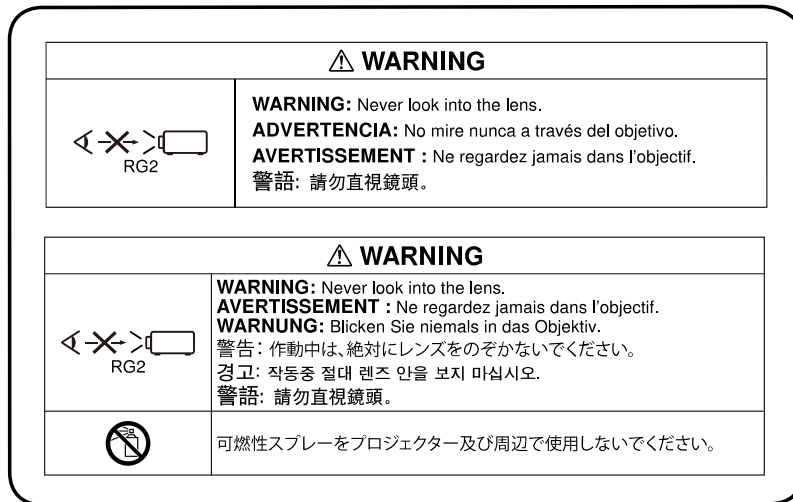 ⚠ WARNING
WARNING: Never look into the lens.
ADVERTENCIA: No mire nunca a través del objetivo.
AVERTISSEMENT : Ne regardez jamais dans l'objectif.
警語: 請勿直視鏡頭。
RG2
⚠ WARNING
WARNING: Never look into the lens.
AVERTISSEMENT : Ne regardez jamais dans l'objectif.
WARNUNG: Blicken Sie niemals in das Objektiv.
警告：作動中は、絶対にレンズをのぞかないでください。
경고: 작동중 절대 렌즈 안을 보지 마십시오.
警語: 請勿直視鏡頭。
RG2
可燃性スプレーをプロジェクター及び周辺で使用しないでください。